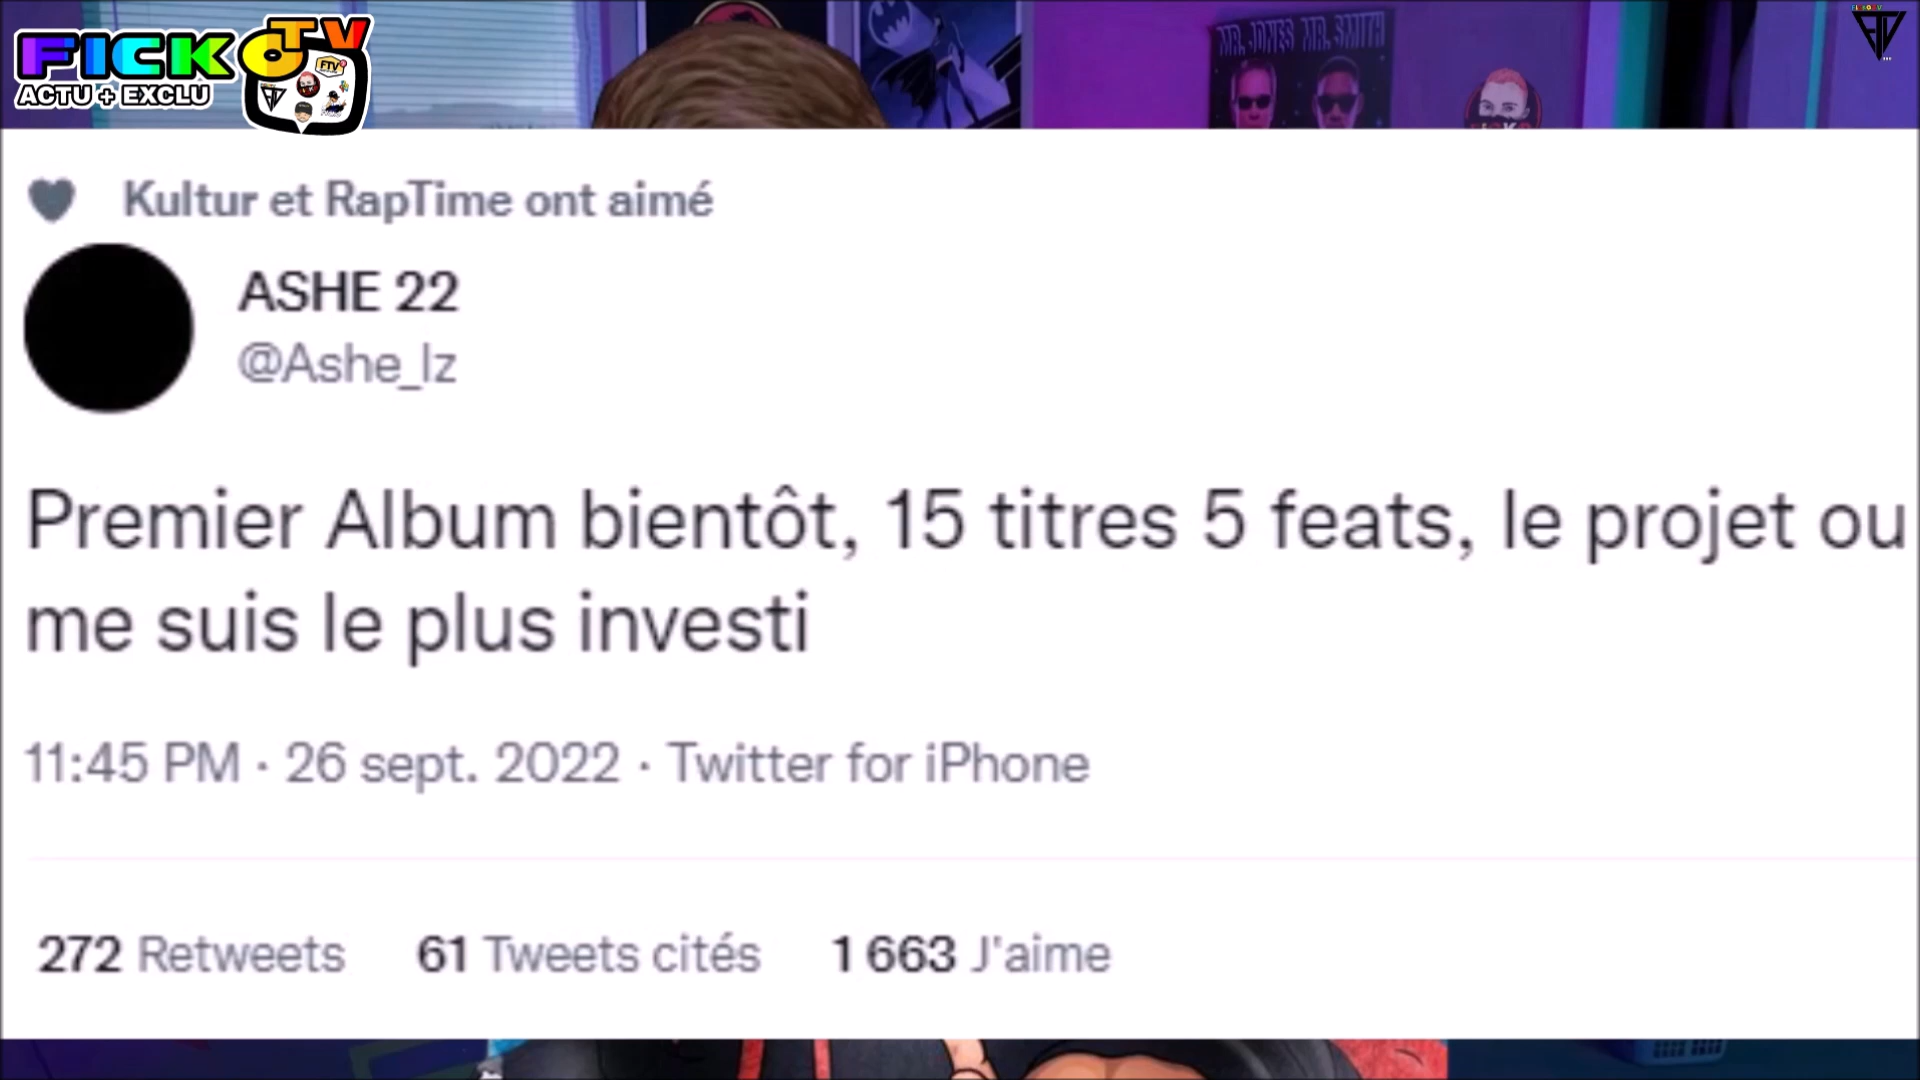 FICKO TV
ACTU + EXCLU
FTV
MR. JONES MR. SMITH
Kultur et RapTime ont aimé
ASHE 22
@Ashe_lz
Premier Album bientôt, 15 titres 5 feats, le projet ou
me suis le plus investi
11:45 PM · 26 sept. 2022 · Twitter for iPhone
272 Retweets 61 Tweets cités 1 663 J'aime